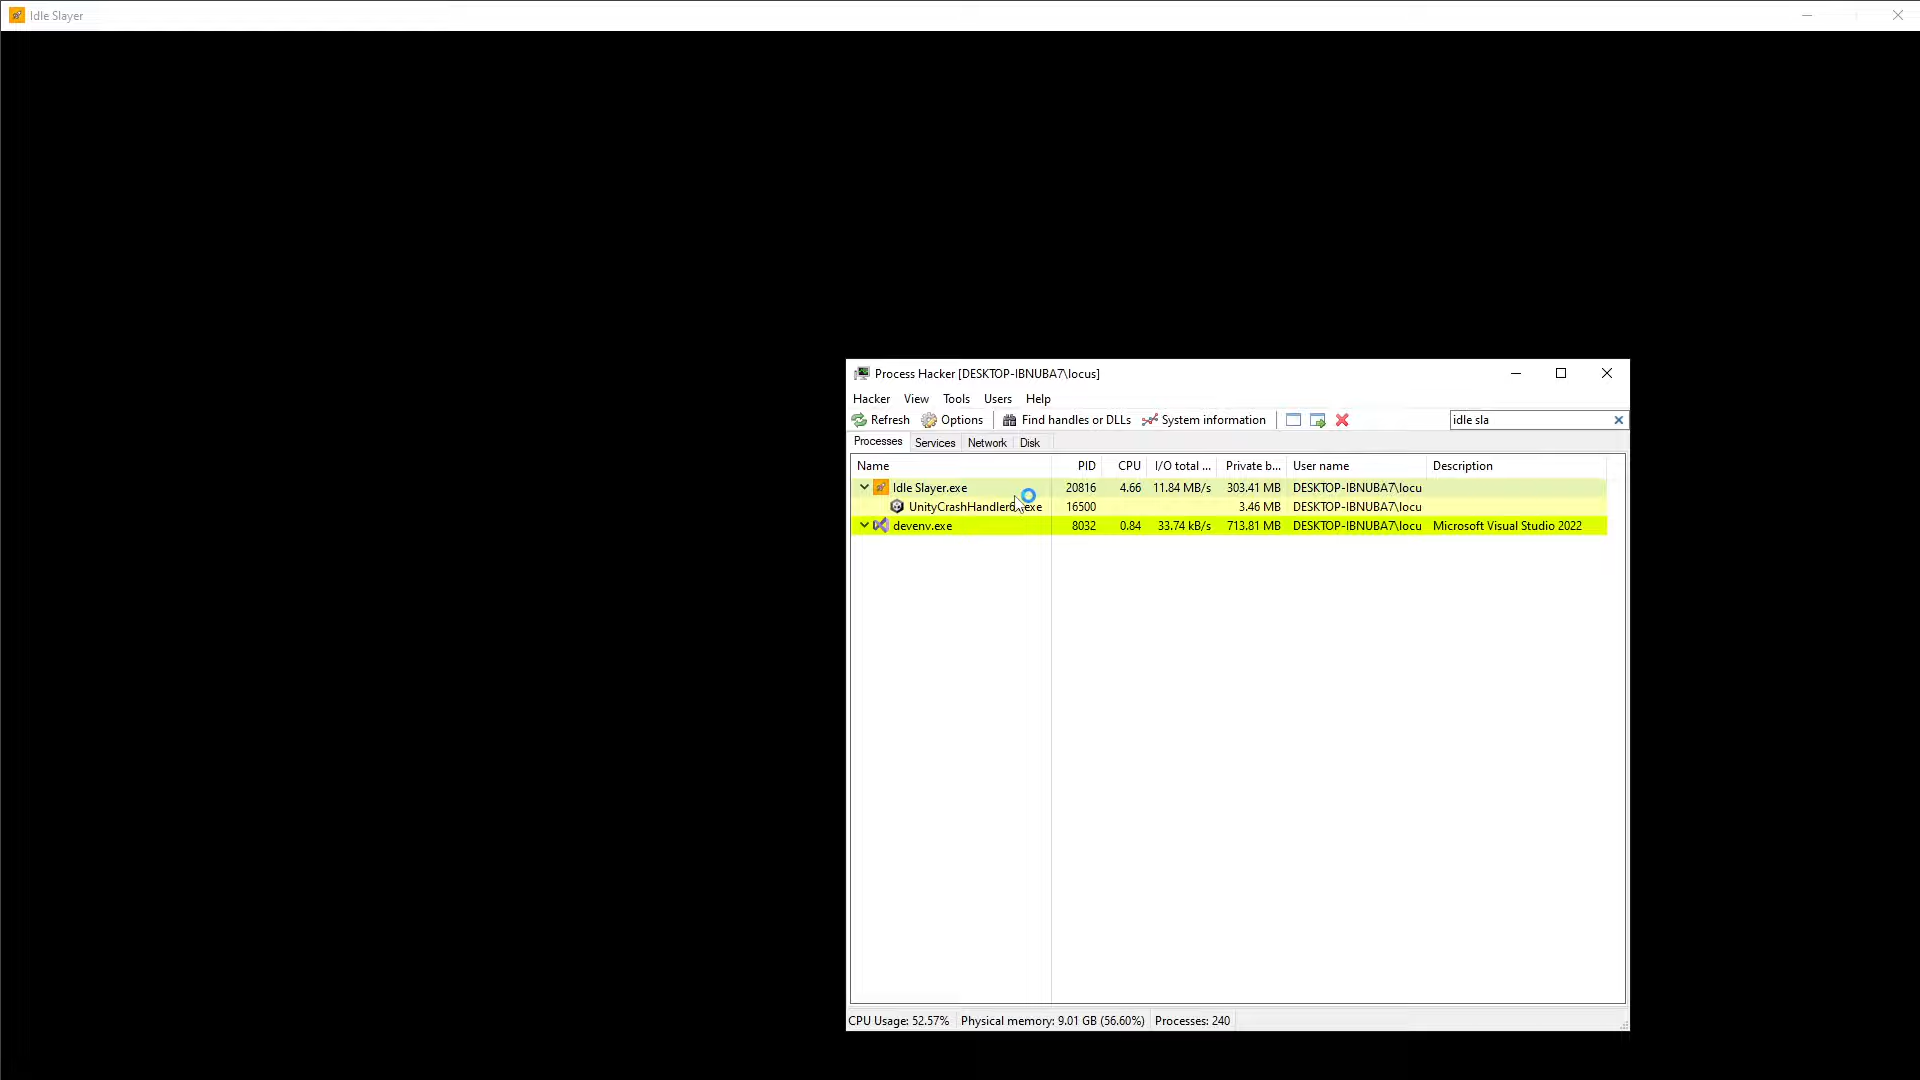 Idle Slayer
Process Hacker [DESKTOP-IBNUBA7\locus]
Hacker View Tools Users Help
Refresh Options Find handles or DLLs System information idle sla
Processes Services Network Disk
Name PID CPU I/O total ... Private b... User name Description
Idle Slayer.exe 20816 4.66 11.84 MB/s 303.41 MB DESKTOP-IBNUBA7\locu
16500 3.46 MB DESKTOP-IBNUBA7\locu
devenv.exe 8032 0.84 33.74 kB/s 713.81 MB DESKTOP-IBNUBA7\locu Microsoft Visual Studio 2022
CPU Usage: 52.57% Physical memory: 9.01 GB (56.60%) Processes: 240